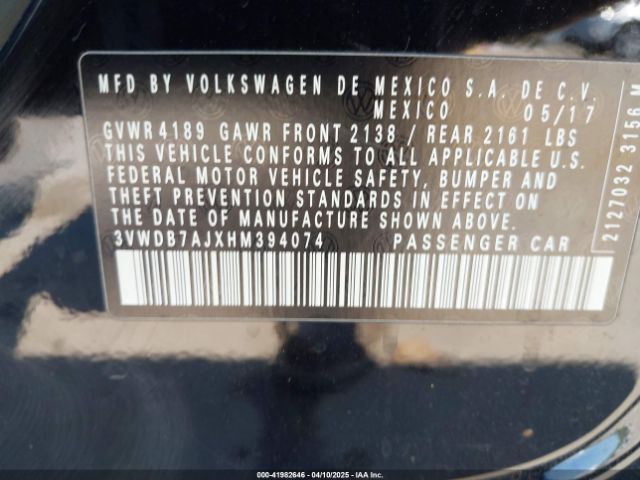 MFD BY VOLKSWAGEN DE MEXICO S.A. DE C.V.
MEXICO 05/17
GVWR 4189 GAWR FRONT 2138 / REAR 2161 LBS
THIS VEHICLE CONFORMS TO ALL APPLICABLE U.S.
FEDERAL MOTOR VEHICLE SAFETY, BUMPER AND
THEFT PREVENTION STANDARDS IN EFFECT ON
THE DATE OF MANUFACTURE SHOWN ABOVE.
3VWDB7AJXHM394074 PASSENGER CAR
2127032 31566M
000-41982646 - 04/10/2025 - IAA Inc.